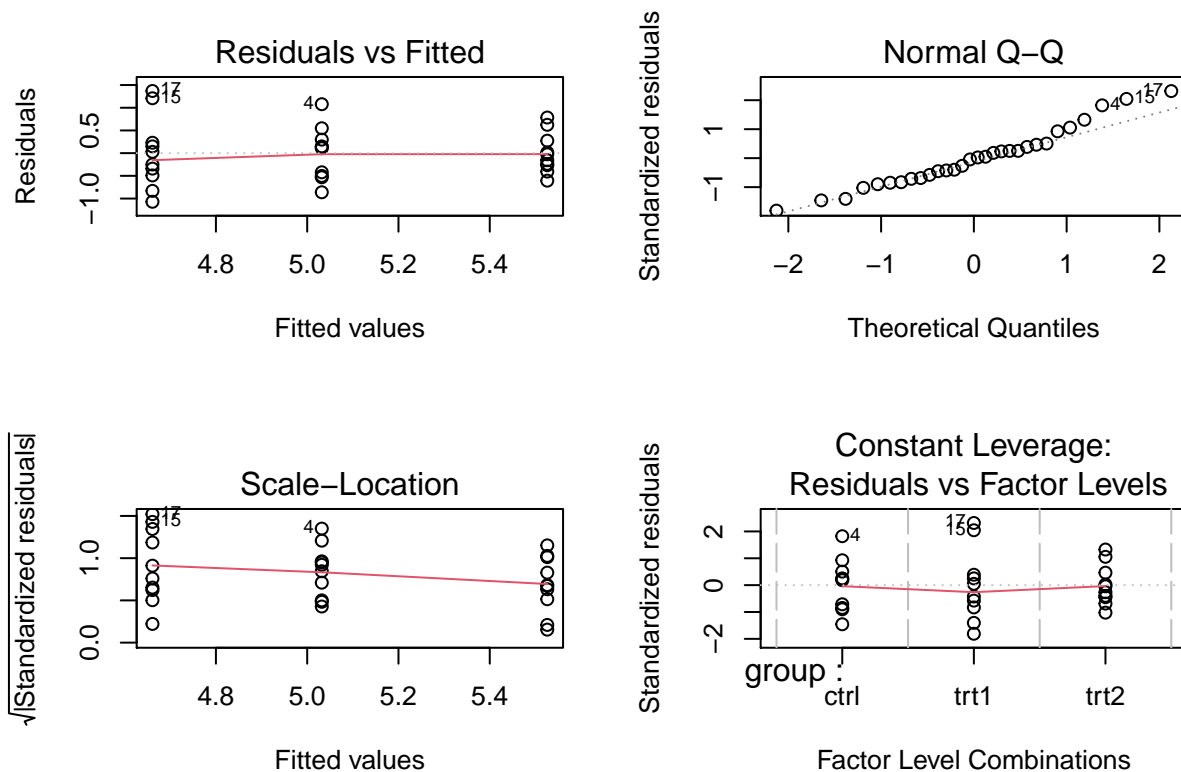 Residuals vs Fitted
Residuals
0.5
−1.0
17
15
4
4.8 5.0 5.2 5.4
Fitted values
Normal Q−Q
Standardized residuals
1
−1
4 15 17
−2 −1 0 1 2
Theoretical Quantiles
Scale−Location
√|Standardized residuals|
1.0
0.0
17
15
4
4.8 5.0 5.2 5.4
Fitted values
Constant Leverage:
Residuals vs Factor Levels
Standardized residuals
2
0
−2
4
17
15
group :
ctrl trt1 trt2
Factor Level Combinations